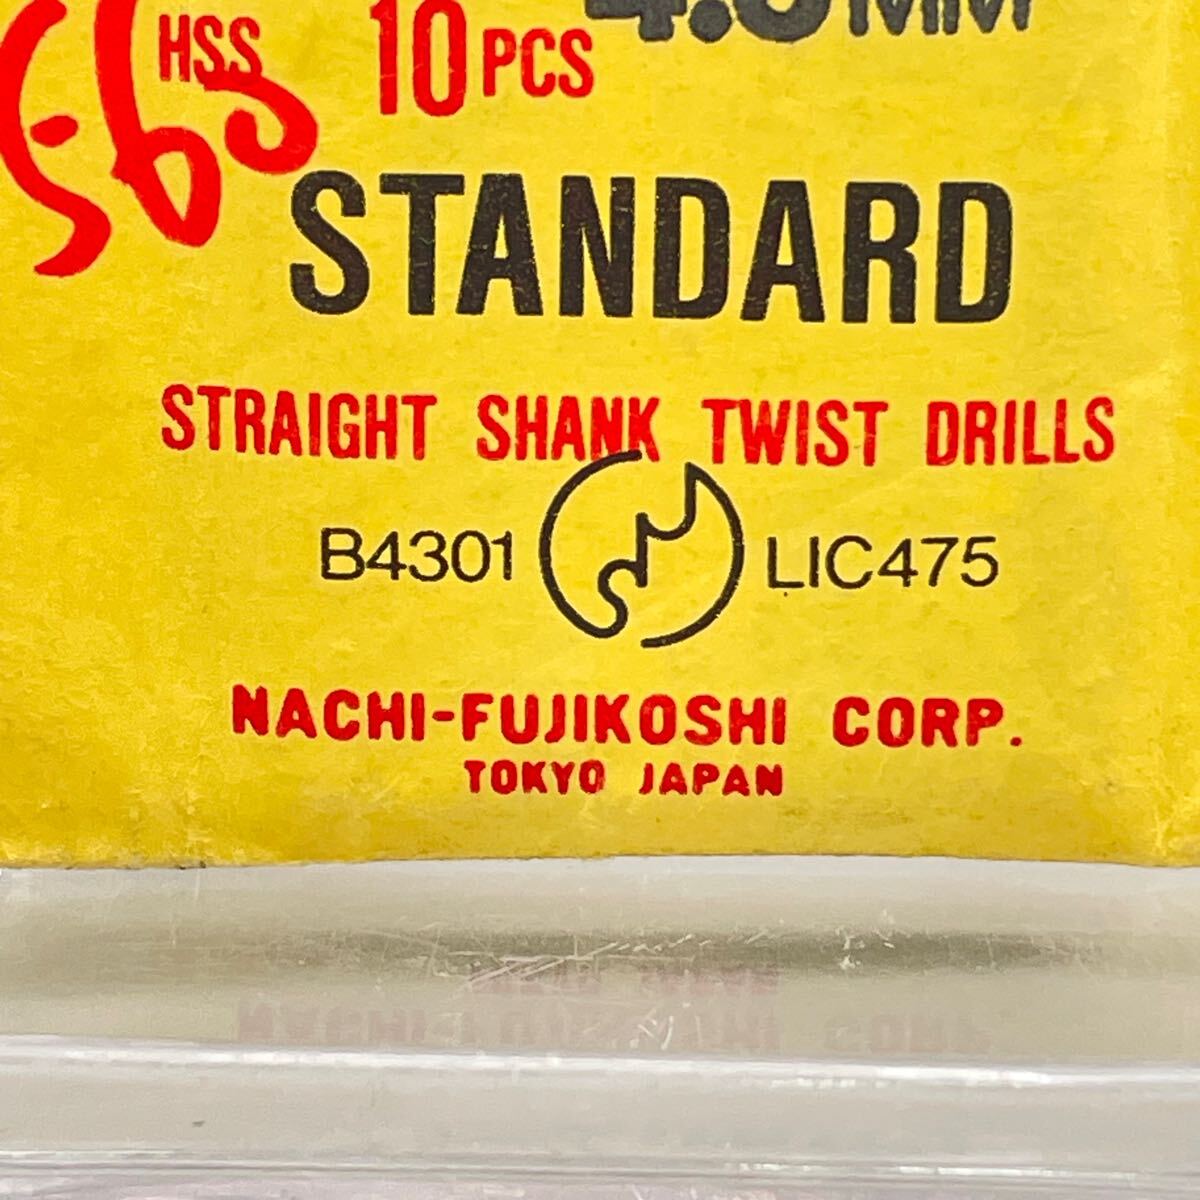 HSS 10 PCS
STANDARD
STRAIGHT SHANK TWIST DRILLS
B4301 LIC475
NACHI-FUJIKOSHI CORP.
TOKYO JAPAN